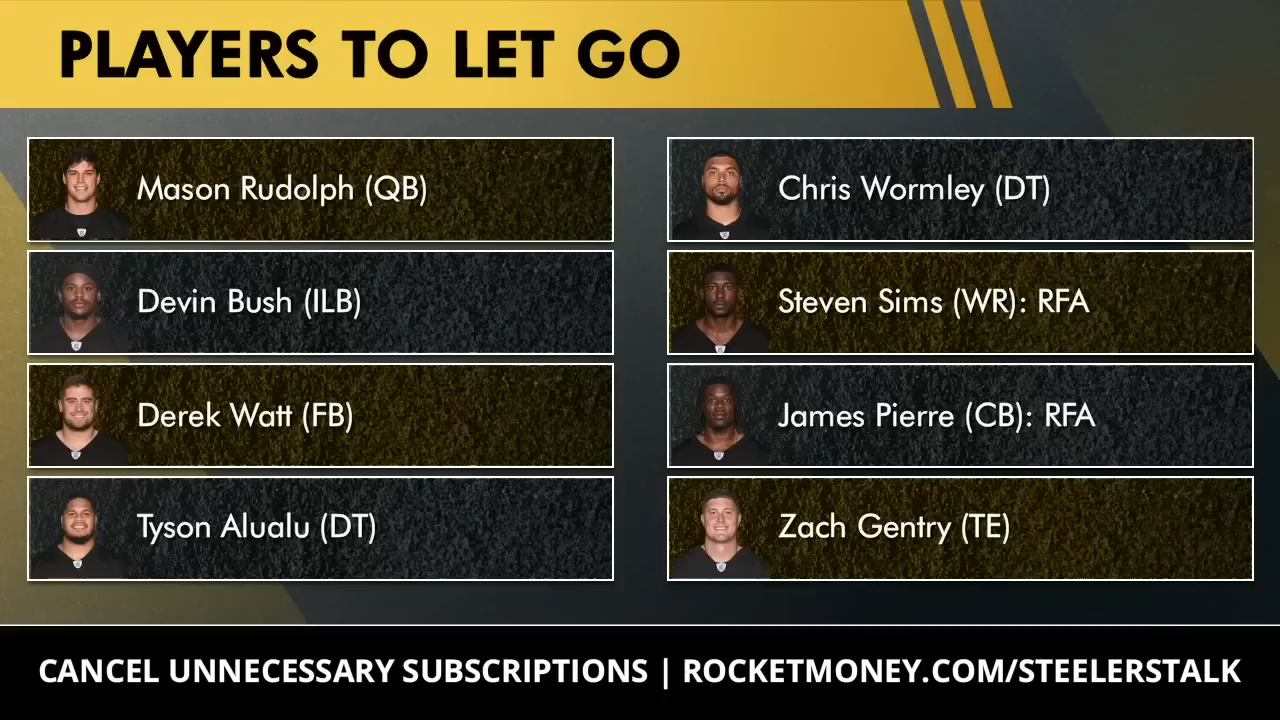 PLAYERS TO LET GO
Mason Rudolph (QB)
Devin Bush (ILB)
Derek Watt (FB)
Tyson Alualu (DT)
Chris Wormley (DT)
Steven Sims (WR): RFA
James Pierre (CB): RFA
Zach Gentry (TE)
CANCEL UNNECESSARY SUBSCRIPTIONS | ROCKETMONEY.COM/STEELERSTALK